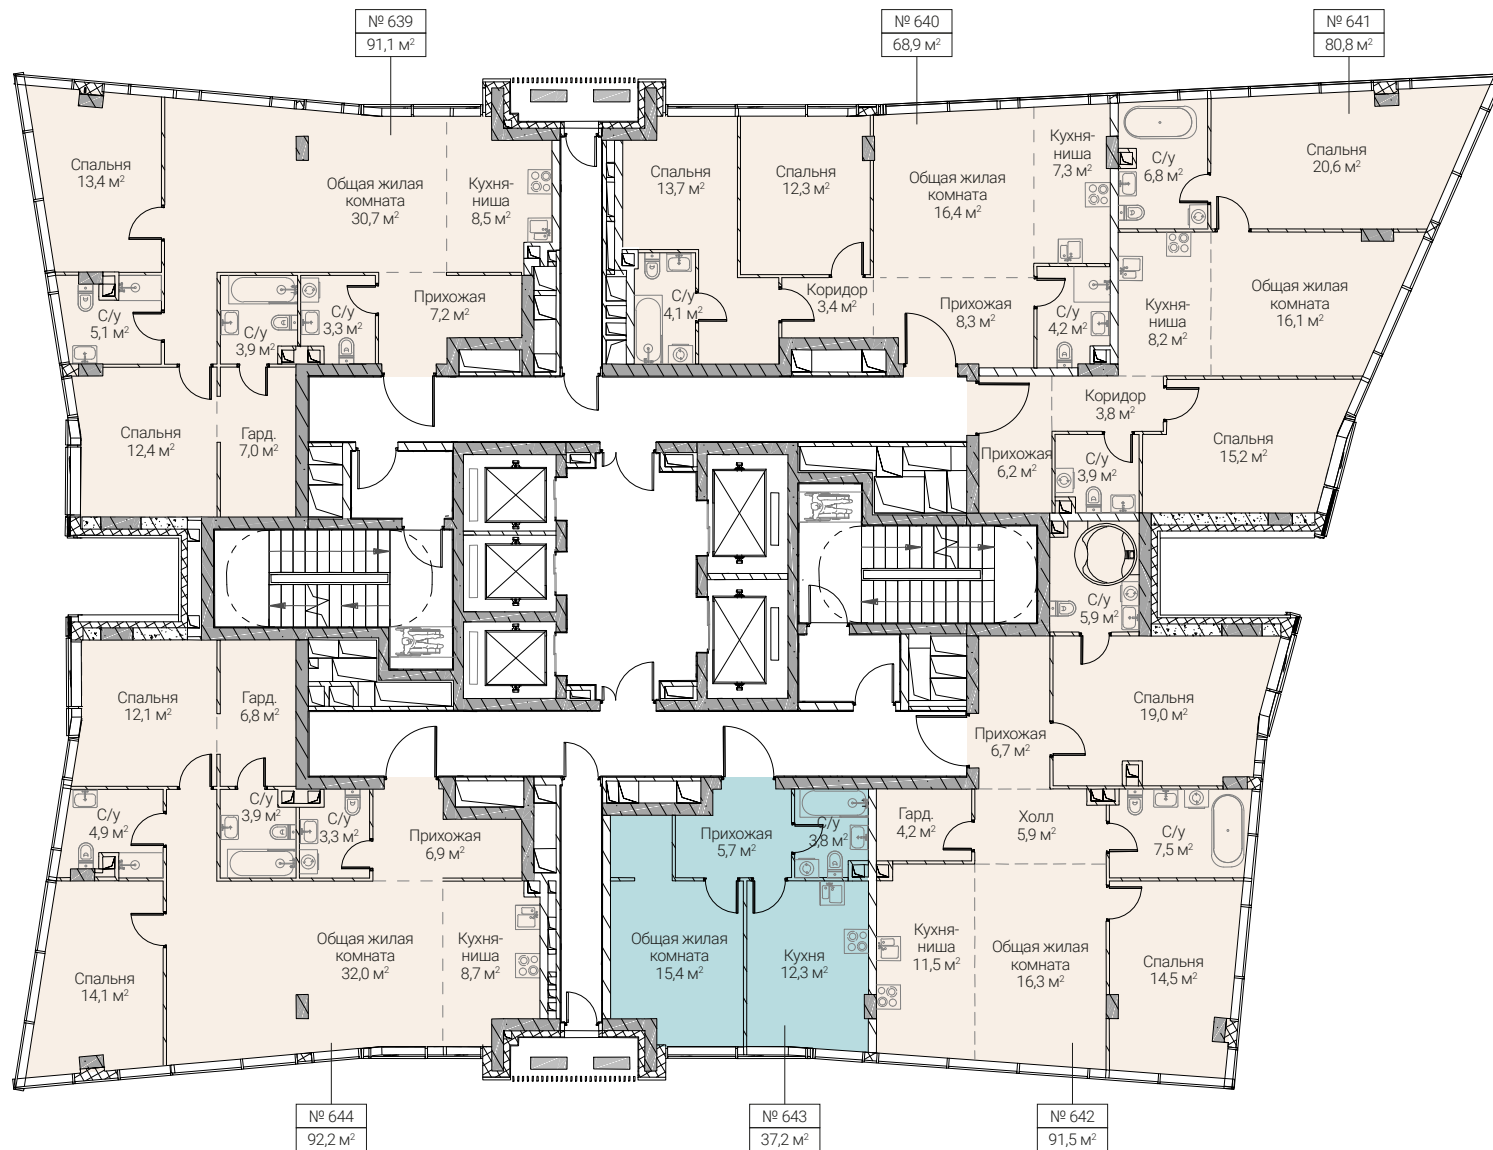 № 639
91,1 м²
№ 640
68,9 м²
№ 641
80,8 м²
Спальня
13,4 м²
Общая жилая
комната
30,7 м²
Кухня-
ниша
8,5 м²
С/у
5,1 м²
С/у
3,9 м²
С/у
3,3 м²
Прихожая
7,2 м²
Спальня
12,4 м²
Гард.
7,0 м²
Спальня
13,7 м²
Спальня
12,3 м²
Общая жилая
комната
16,4 м²
Кухня-
ниша
7,3 м²
С/у
4,1 м²
Коридор
3,4 м²
Прихожая
8,3 м²
С/у
4,2 м²
С/у
6,8 м²
Спальня
20,6 м²
Кухня-
ниша
8,2 м²
Общая жилая
комната
16,1 м²
Коридор
3,8 м²
Прихожая
6,2 м²
С/у
3,9 м²
Спальня
15,2 м²
С/у
5,9 м²
Спальня
12,1 м²
Гард.
6,8 м²
Прихожая
6,7 м²
Спальня
19,0 м²
С/у
4,9 м²
С/у
3,9 м²
С/у
3,3 м²
Прихожая
6,9 м²
Прихожая
5,7 м²
С/у
3,8 м²
Гард.
4,2 м²
Холл
5,9 м²
С/у
7,5 м²
Спальня
14,1 м²
Общая жилая
комната
32,0 м²
Кухня-
ниша
8,7 м²
Общая жилая
комната
15,4 м²
Кухня
12,3 м²
Кухня-
ниша
11,5 м²
Общая жилая
комната
16,3 м²
Спальня
14,5 м²
№ 644
92,2 м²
№ 643
37,2 м²
№ 642
91,5 м²